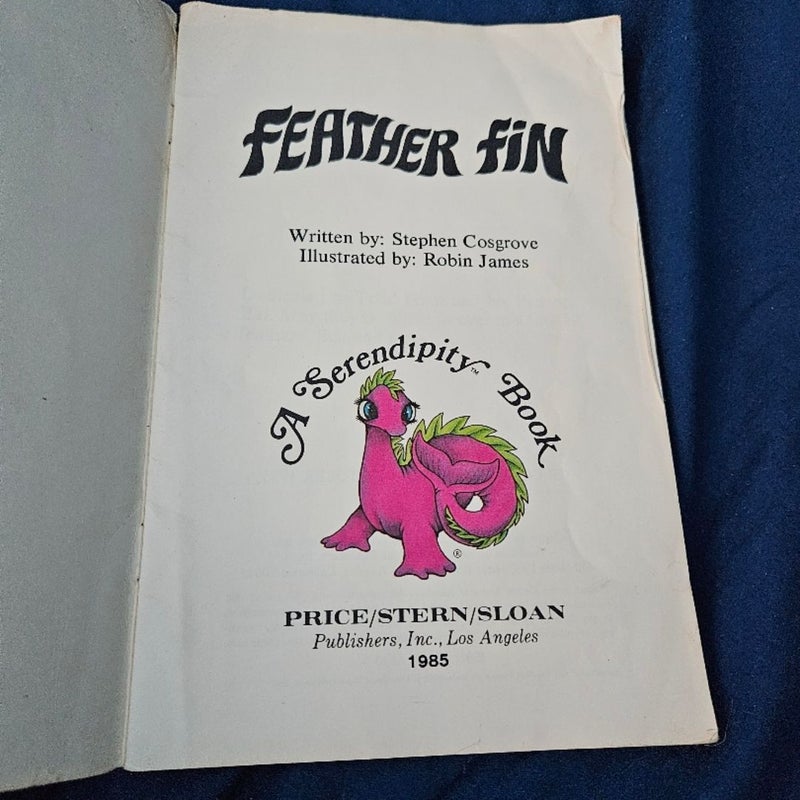 FEATHER FiN
Written by: Stephen Cosgrove
Illustrated by: Robin James
A Serendipity™ Book
®
PRICE/STERN/SLOAN
Publishers, Inc., Los Angeles
1985